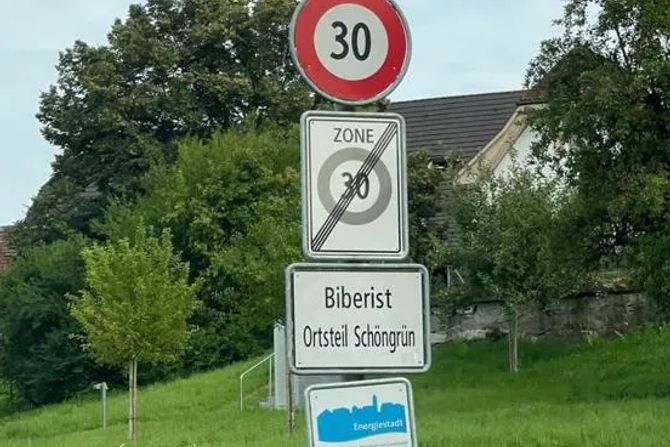 30
ZONE
30
Biberist
Ortsteil Schöngrün
Energiestadt